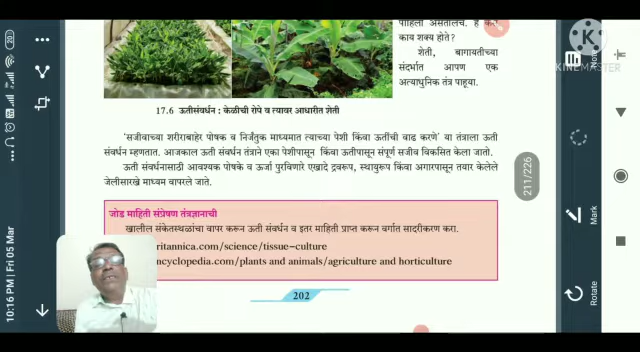 पाहिला असतीलच. हे कसे
काय शक्य होते?
शेती, बागायतीच्या
संदर्भात आपण एक
अत्याधुनिक तंत्र पाहूया.
17.6 ऊतीसंवर्धन : केळीची रोपे व त्यावर आधारीत शेती
‘सजीवाच्या शरीराबाहेर पोषक व निर्जंतुक माध्यमात त्याच्या पेशी किंवा ऊतींची वाढ करणे’ या तंत्राला ऊती
संवर्धन म्हणतात. आजकाल ऊती संवर्धन तंत्राने एका पेशीपासून किंवा ऊतीपासून संपूर्ण सजीव विकसित केला जातो.
ऊती संवर्धनासाठी आवश्यक पोषके व ऊर्जा पुरविणारे एखादे द्रवरूप, स्थायुरूप किंवा अगारपासून तयार केलेले
जेलीसारखे माध्यम वापरले जाते.
जोड माहिती संप्रेषण तंत्रज्ञानाची
खालील संकेतस्थळांचा वापर करून ऊती संवर्धन व इतर माहिती प्राप्त करून वर्गात सादरीकरण करा.
ritannica.com/science/tissue-culture
ncyclopedia.com/plants and animals/agriculture and horticulture
202
211/226
Mark
Rotate
10:16 PM | Fri 05 Mar
20
KINEMASTER